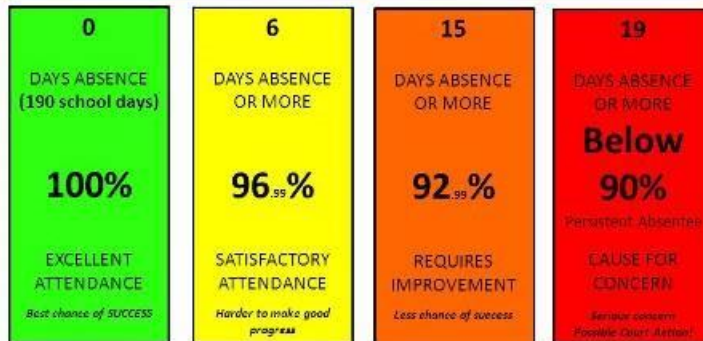 0
DAYS ABSENCE
(190 school days)
100%
EXCELLENT
ATTENDANCE
Best chance of SUCCESS
6
DAYS ABSENCE
OR MORE
96.99%
SATISFACTORY
ATTENDANCE
Harder to make good
progress
15
DAYS ABSENCE
OR MORE
92.99%
REQUIRES
IMPROVEMENT
Less chance of success
19
DAYS ABSENCE
OR MORE
Below
90%
Persistent Absentee
CAUSE FOR
CONCERN
Serious concern
Possible Court Action!